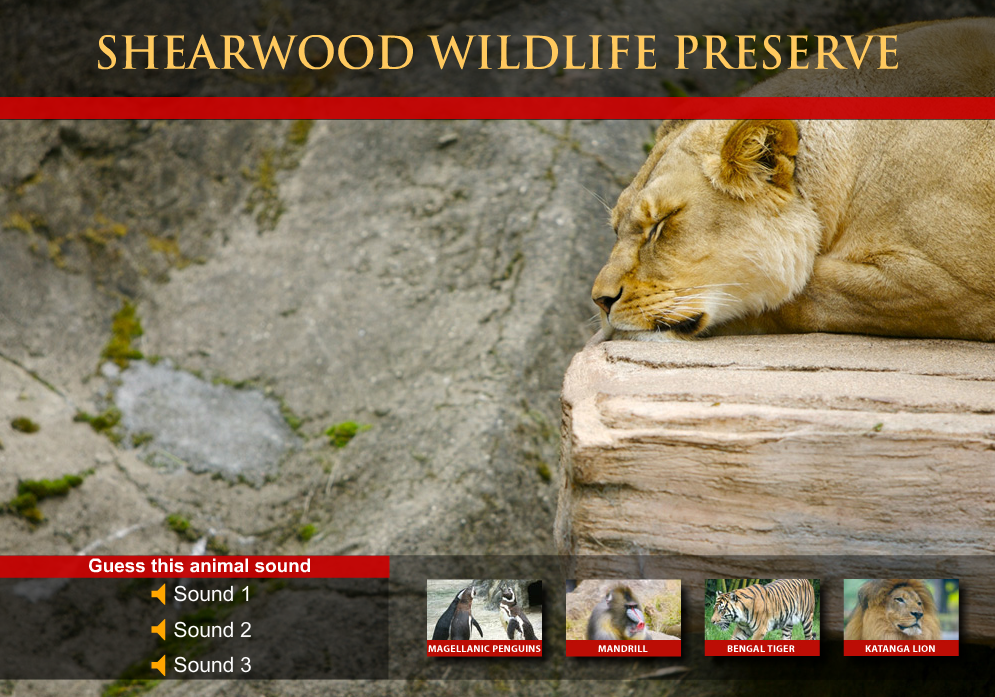 SHEARWOOD WILDLIFE PRESERVE
Guess this animal sound
Sound 1
Sound 2
Sound 3
MAGELLANIC PENGUINS
MANDRILL
BENGAL TIGER
KATANGA LION